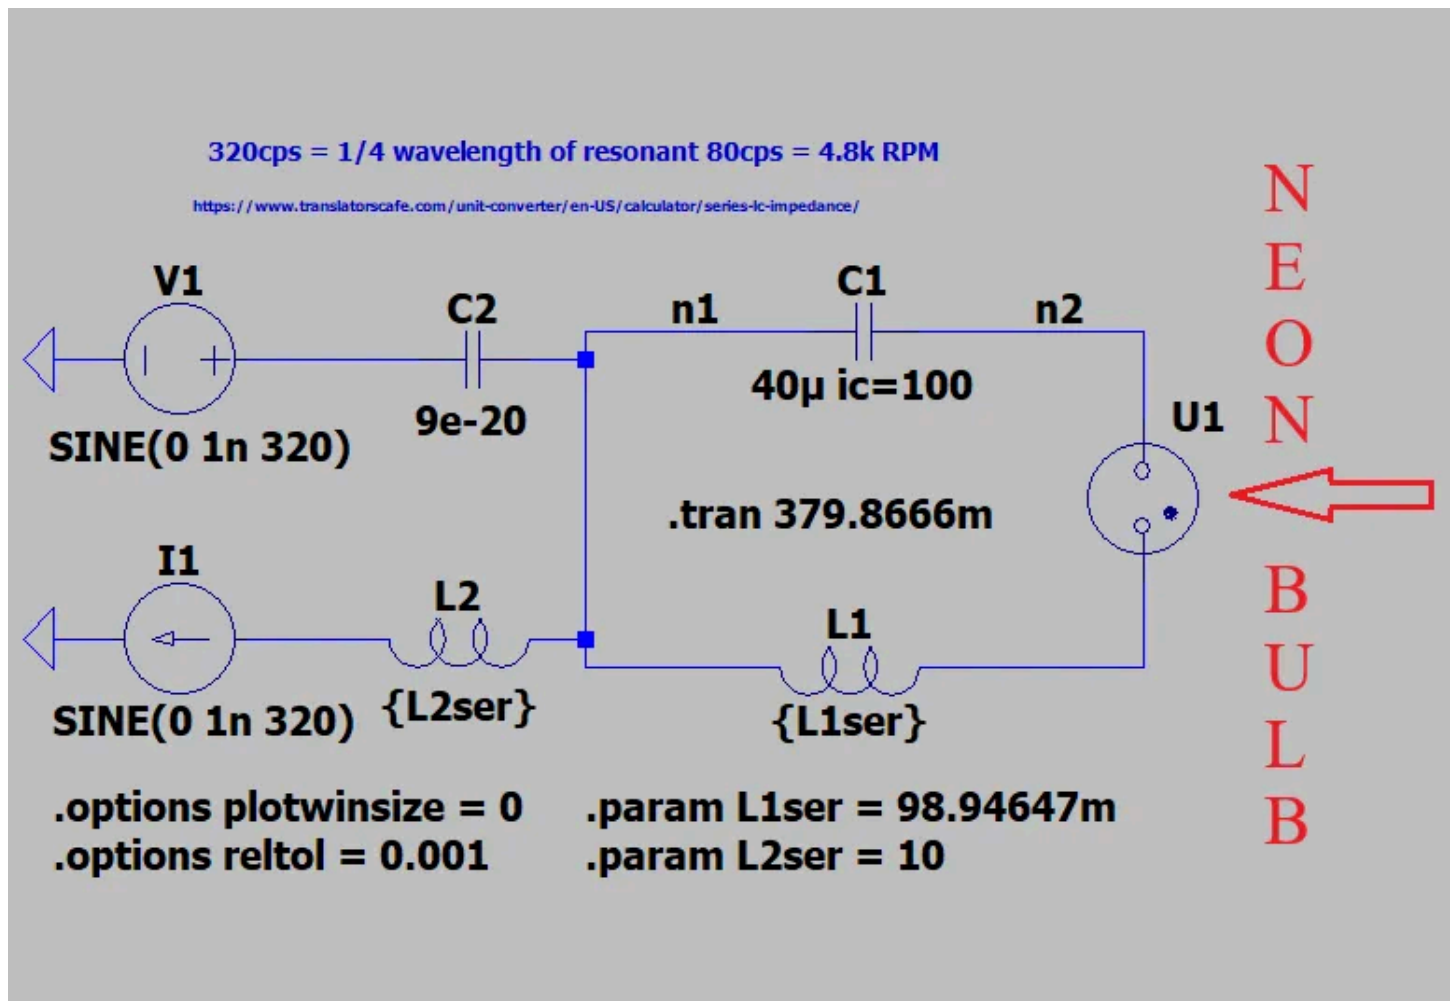 320cps = 1/4 wavelength of resonant 80cps = 4.8k RPM
https://www.translatorscafe.com/unit-converter/en-US/calculator/series-lc-impedance/
V1
C2
n1
C1
n2
40µ ic=100
9e-20
SINE(0 1n 320)
U1
.tran 379.8666m
I1
L2
L1
{L2ser}
{L1ser}
SINE(0 1n 320)
.options plotwinsize = 0
.param L1ser = 98.94647m
.options reltol = 0.001
.param L2ser = 10
NEON
BULB